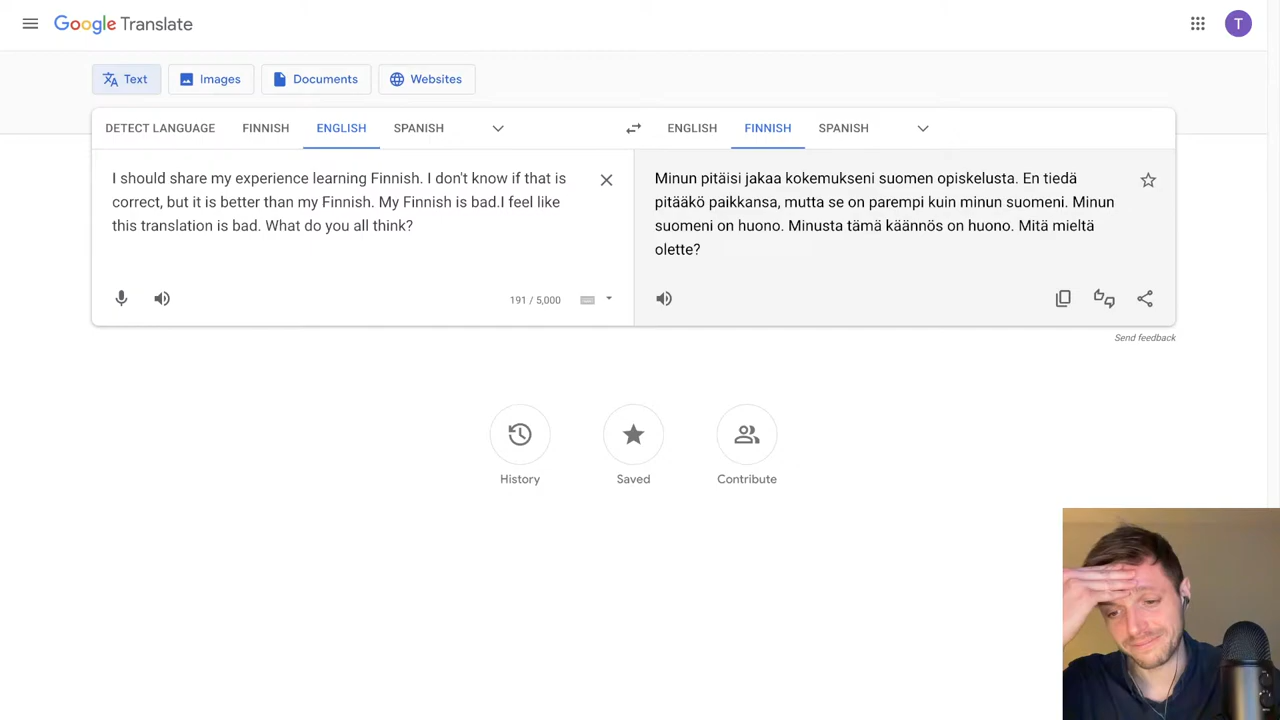 Google Translate
T
Text
Images
Documents
Websites
DETECT LANGUAGE
FINNISH
ENGLISH
SPANISH
ENGLISH
FINNISH
SPANISH
I should share my experience learning Finnish. I don't know if that is
correct, but it is better than my Finnish. My Finnish is bad.I feel like
this translation is bad. What do you all think?
191 / 5,000
Minun pitäisi jakaa kokemukseni suomen opiskelusta. En tiedä
pitääkö paikkansa, mutta se on parempi kuin minun suomeni. Minun
suomeni on huono. Minusta tämä käännös on huono. Mitä mieltä
olette?
Send feedback
History
Saved
Contribute